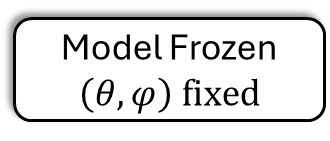 Model Frozen
(θ, φ) fixed